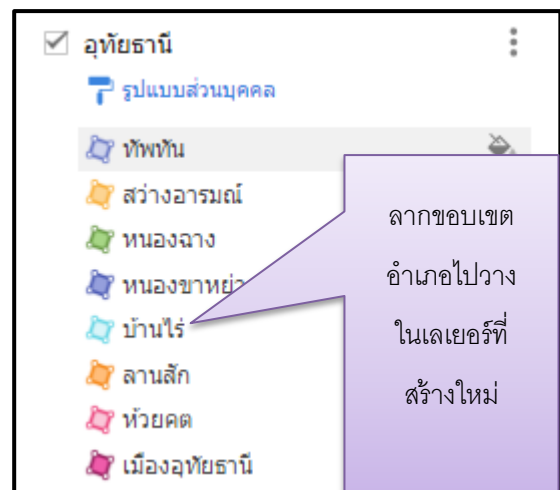 อุทัยธานี
รูปแบบส่วนบุคคล
ทัพทัน
สว่างอารมณ์
หนองฉาง
หนองขาหย่า
บ้านไร่
ลานสัก
ห้วยคต
เมืองอุทัยธานี
ลากขอบเขต
อำเภอไปวาง
ในเลเยอร์ที่
สร้างใหม่